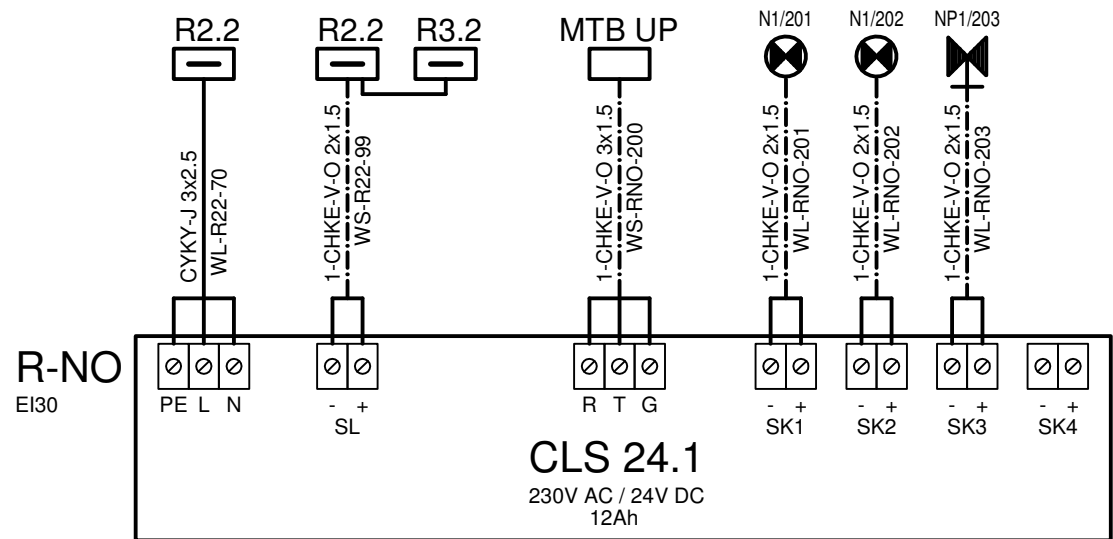 R2.2
R2.2
R3.2
MTB UP
N1/201
N1/202
NP1/203
CYKY-J 3x2.5
WL-R22-70
1-CHKE-V-O 2x1.5
WS-R22-99
1-CHKE-V-O 3x1.5
WS-RNO-200
1-CHKE-V-O 2x1.5
WL-RNO-201
1-CHKE-V-O 2x1.5
WL-RNO-202
1-CHKE-V-O 2x1.5
WL-RNO-203
R-NO
EI30
PE L N
- +
SL
R T G
- +
SK1
- +
SK2
- +
SK3
- +
SK4
CLS 24.1
230V AC / 24V DC
12Ah